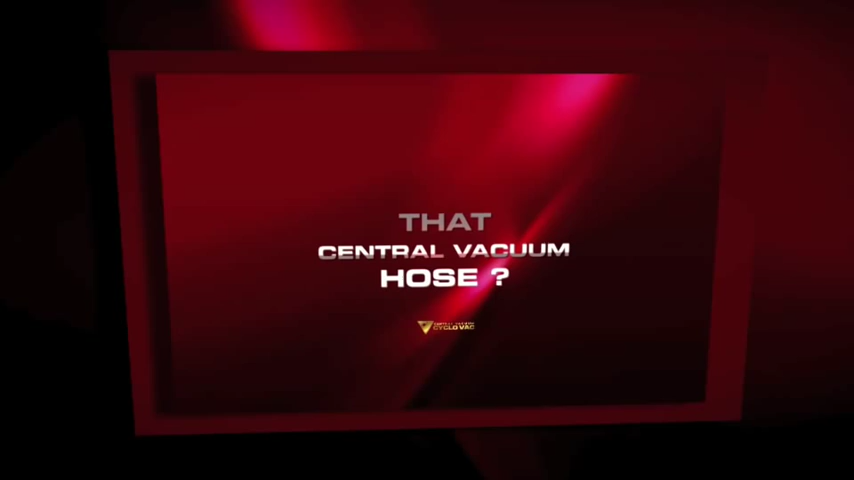 THAT
CENTRAL VACUUM
HOSE ?
CYCLO VAC